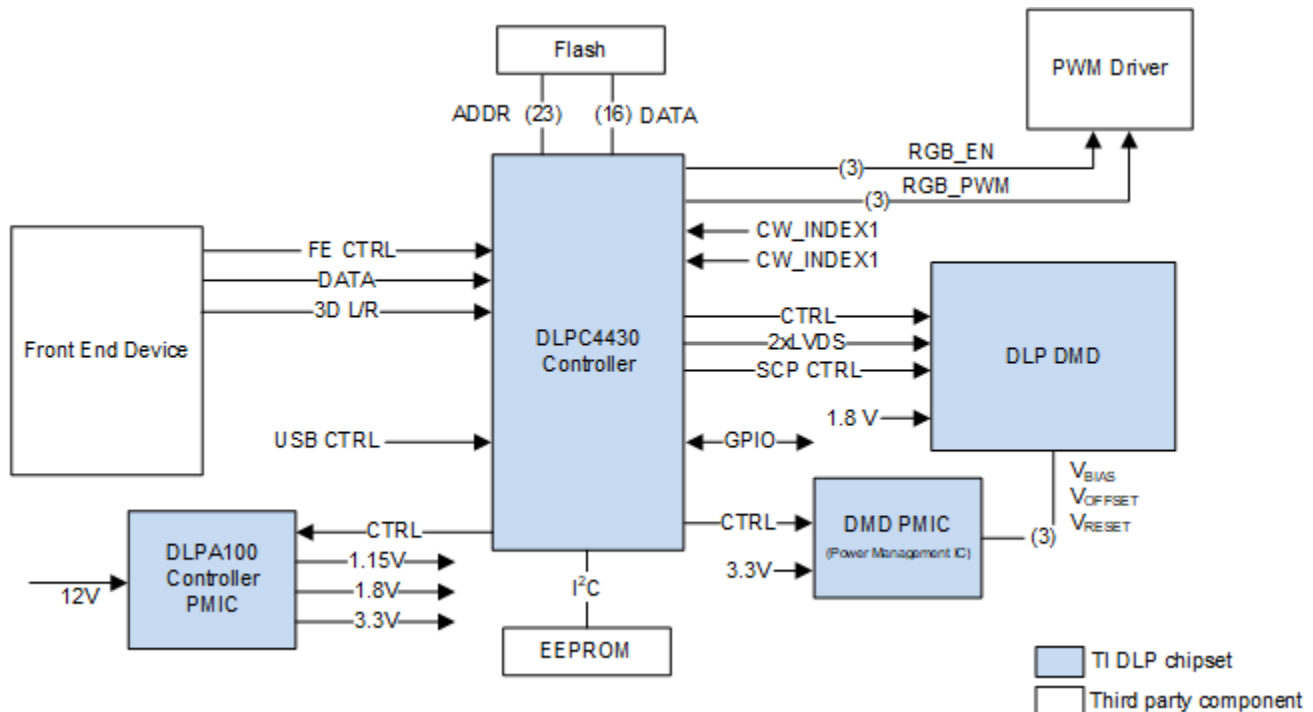 Flash
PWM Driver
ADDR (23)
(16) DATA
RGB_EN
(3)
RGB_PWM
(3)
CW_INDEX1
CW_INDEX1
Front End Device
FE CTRL
DATA
3D L/R
DLPC4430
Controller
CTRL
2xLVDS
SCP CTRL
1.8 V
DLP DMD
USB CTRL
GPIO
VBIAS
VOFFSET
VRESET
(3)
CTRL
DLPA100
Controller
PMIC
12V
1.15V
1.8V
3.3V
CTRL
3.3V
DMD PMIC
(Power Management IC)
I²C
EEPROM
TI DLP chipset
Third party component